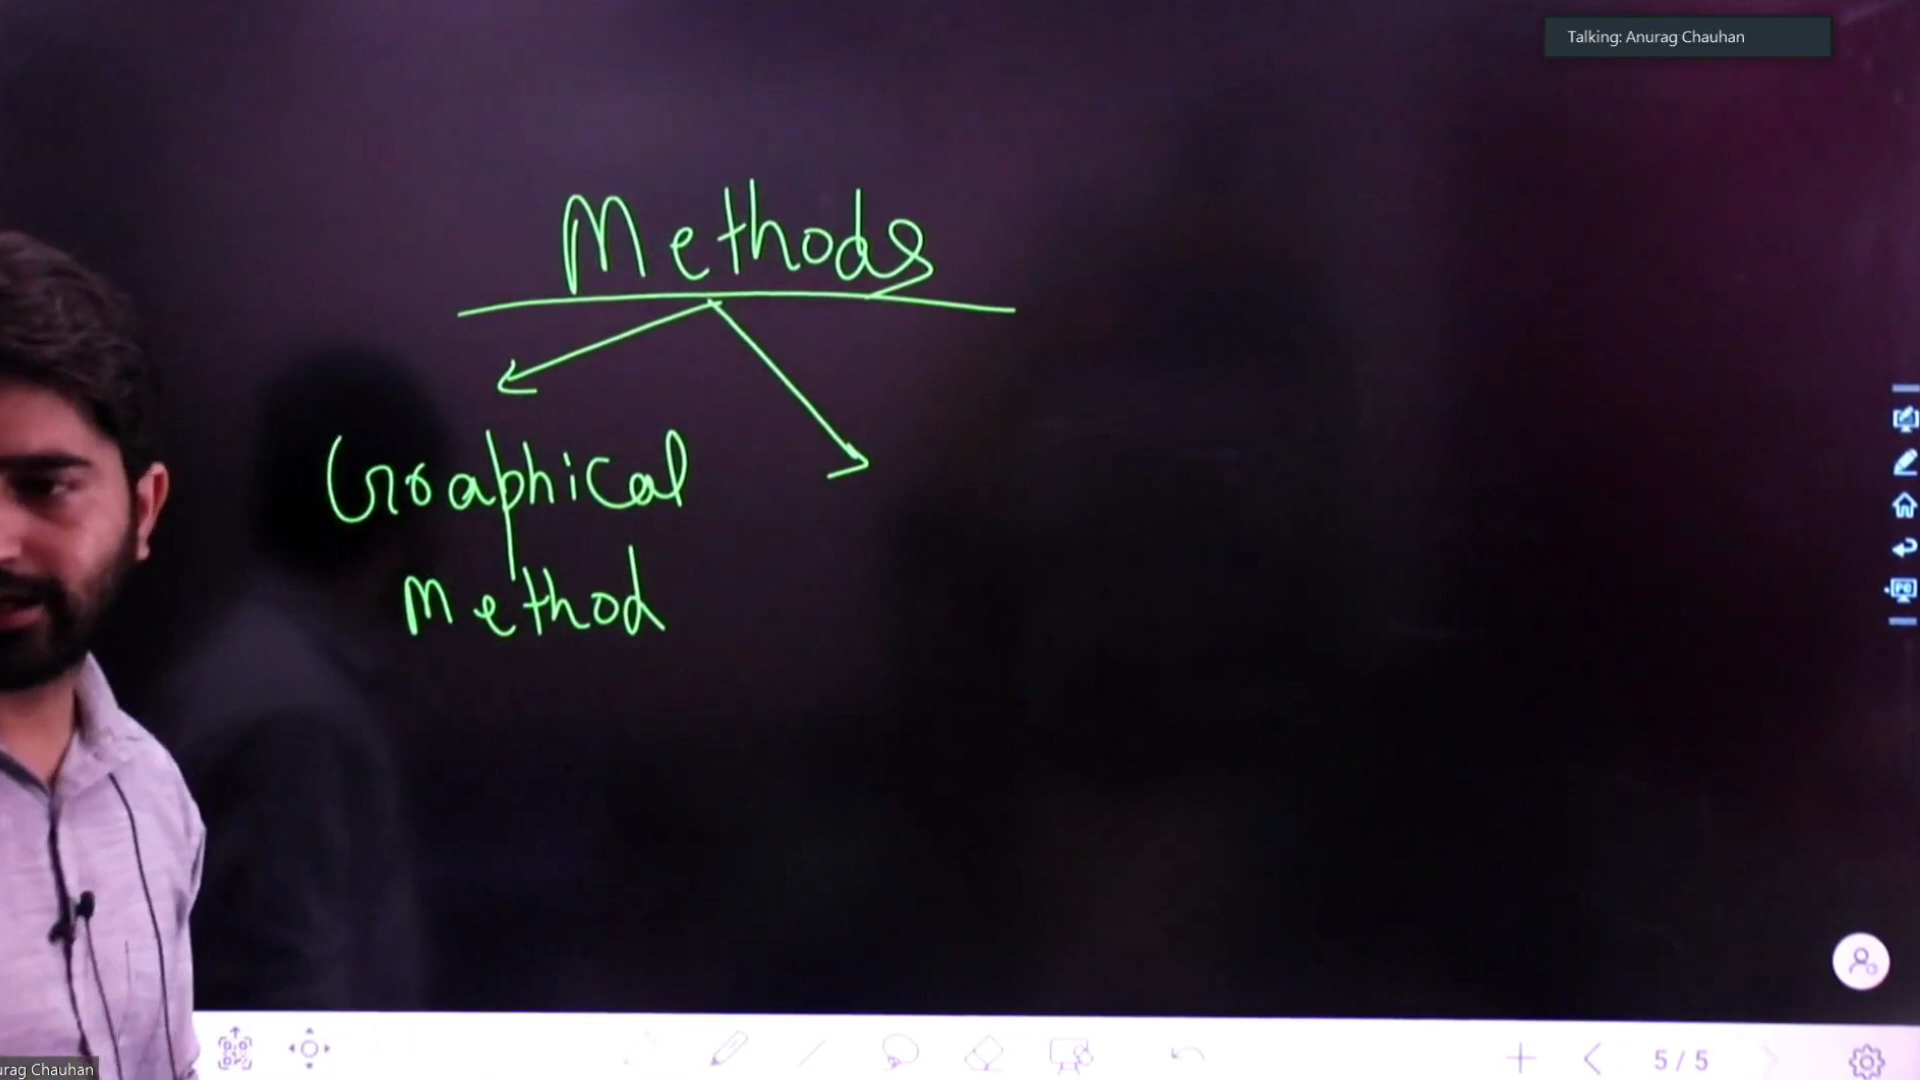 Talking: Anurag Chauhan
Methods
Graphical
Method
urag Chauhan
5/5